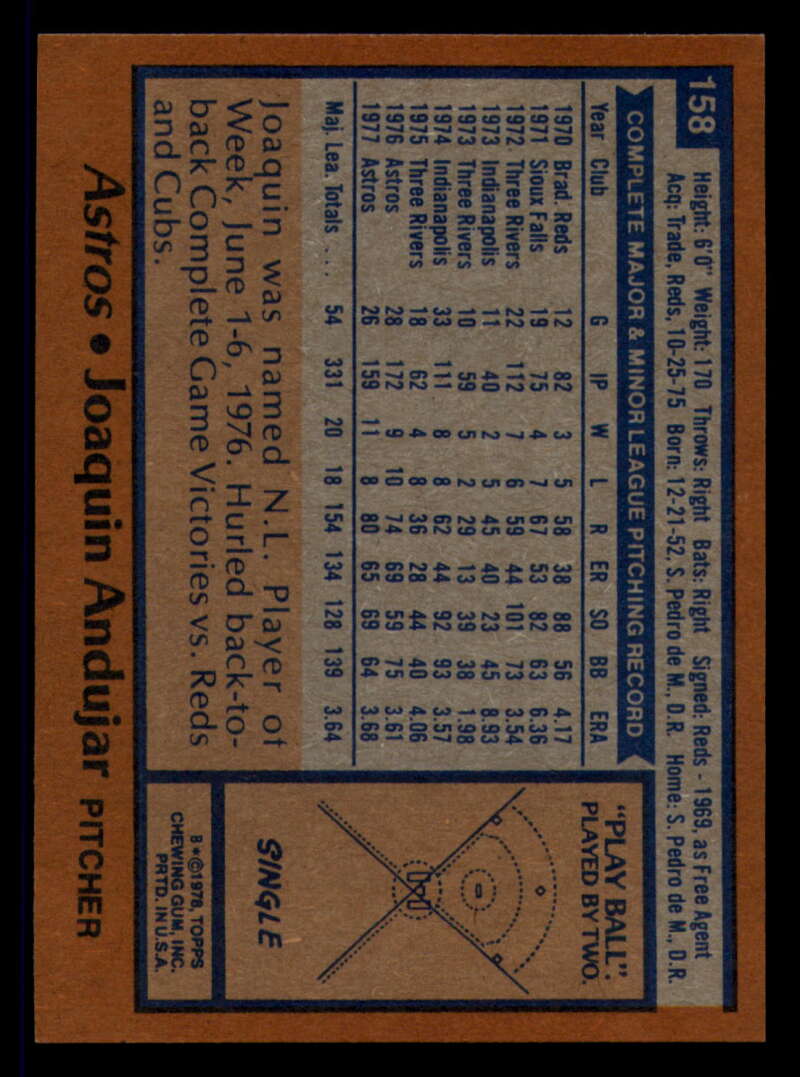 158
Height: 6'0" Weight: 170 Throws: Right Bats: Right Signed: Reds - 1969, as Free Agent
Acq: Trade, Reds, 10-25-75 Born: 12-21-52, S. Pedro de M., D.R. Home: S. Pedro de M., D.R.
COMPLETE MAJOR & MINOR LEAGUE PITCHING RECORD
Year Club G IP W L R ER SO BB ERA
1970 Brad. Reds 12 82 3 5 58 38 88 56 4.17
1971 Sioux Falls 19 75 4 7 67 53 82 63 6.36
1972 Three Rivers 22 112 7 6 59 44 101 73 3.54
1973 Indianapolis 11 40 2 5 45 40 23 45 8.93
1973 Three Rivers 10 59 5 2 29 13 39 38 1.98
1974 Indianapolis 33 111 8 8 62 44 92 93 3.57
1975 Three Rivers 18 62 4 8 36 28 44 40 4.06
1976 Astros 28 172 9 10 74 69 59 75 3.61
1977 Astros 26 159 11 8 80 65 69 64 3.68
Maj. Lea. Totals .... 54 331 20 18 154 134 128 139 3.64
Joaquin was named N.L. Player of
Week, June 1-6, 1976. Hurled back-to-
back Complete Game Victories vs. Reds
and Cubs.
"PLAY BALL":
PLAYED BY TWO.
SINGLE
B*©1978, TOPPS
CHEWING GUM, INC.
PRTD. IN U.S.A.
Astros • Joaquin Andujar PITCHER